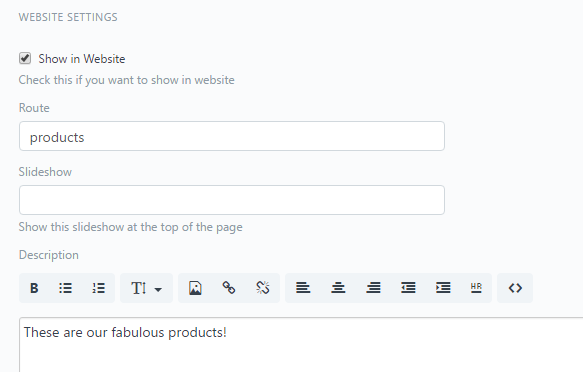 WEBSITE SETTINGS
Show in Website
Check this if you want to show in website
Route
products
Slideshow
Show this slideshow at the top of the page
Description
B T HR
These are our fabulous products!